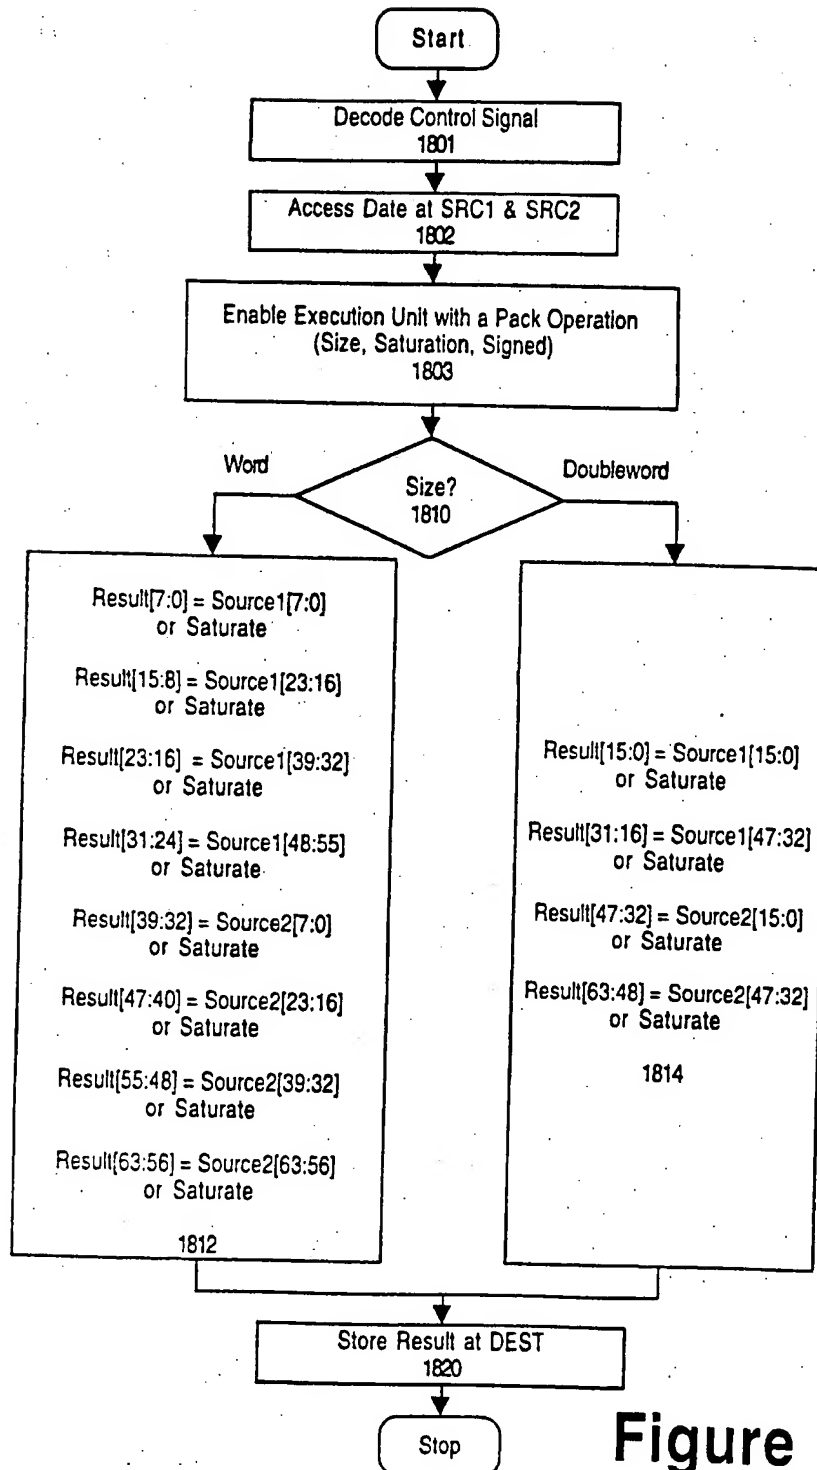 Start
Decode Control Signal
1801
Access Date at SRC1 & SRC2
1802
Enable Execution Unit with a Pack Operation
(Size, Saturation, Signed)
1803
Word
Size?
1810
Doubleword
Result[7:0] = Source1[7:0]
or Saturate
Result[15:8] = Source1[23:16]
or Saturate
Result[23:16] = Source1[39:32]
or Saturate
Result[31:24] = Source1[48:55]
or Saturate
Result[39:32] = Source2[7:0]
or Saturate
Result[47:40] = Source2[23:16]
or Saturate
Result[55:48] = Source2[39:32]
or Saturate
Result[63:56] = Source2[63:56]
or Saturate
1812
Result[15:0] = Source1[15:0]
or Saturate
Result[31:16] = Source1[47:32]
or Saturate
Result[47:32] = Source2[15:0]
or Saturate
Result[63:48] = Source2[47:32]
or Saturate
1814
Store Result at DEST
1820
Stop
Figure